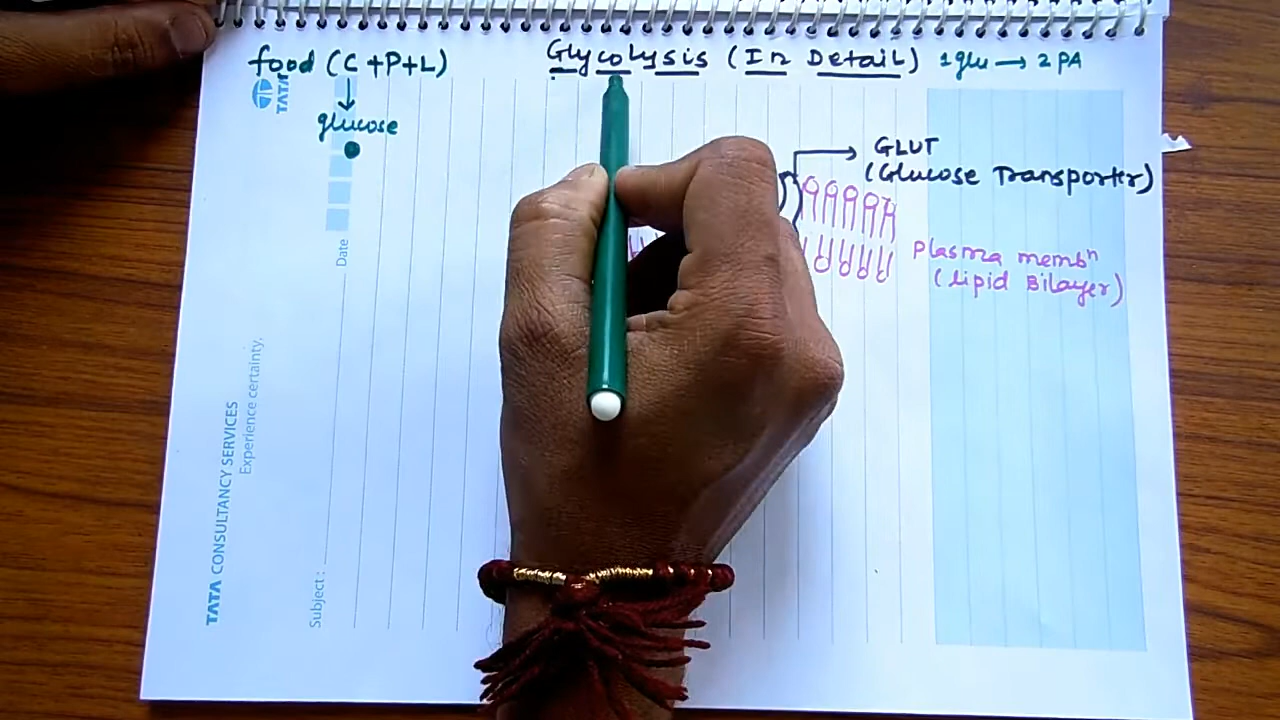 food (C+P+L)
glucose
Glycolysis (In Detail)
1 glu → 2 PA
GLUT
(Glucose Transporter)
Plasma membⁿ
(Lipid Bilayer)
TATA
Date
TATA CONSULTANCY SERVICES
Experience certainty.
Subject :